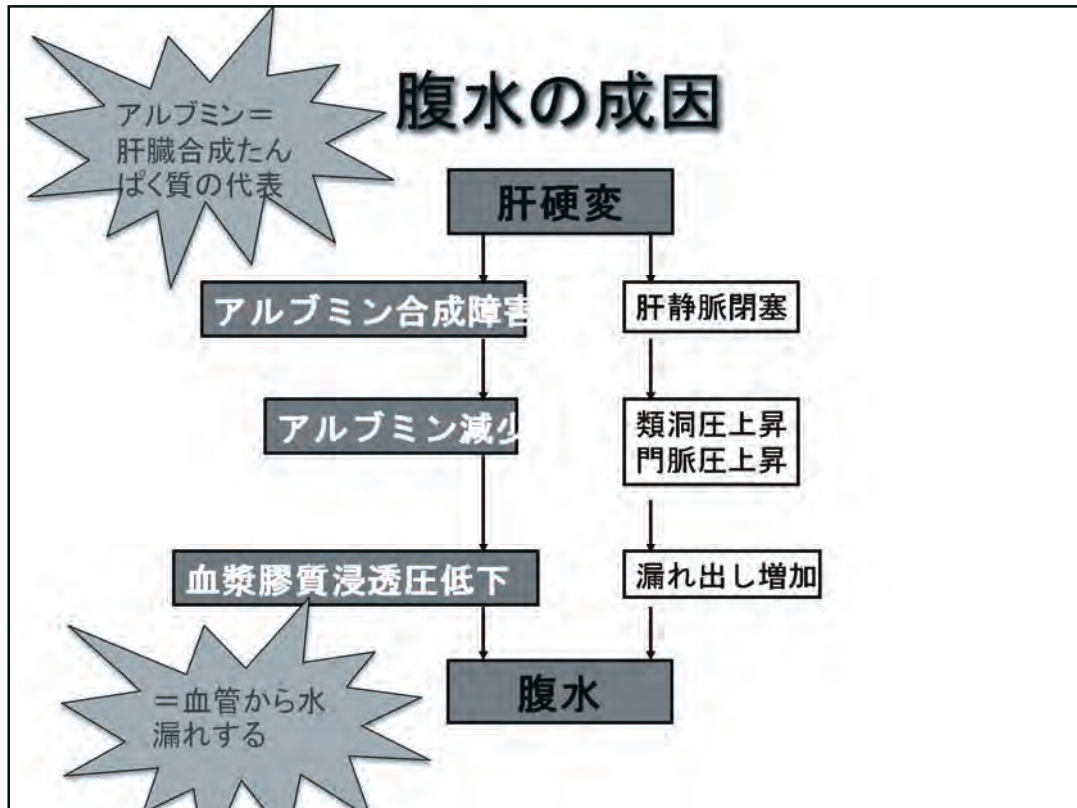 アルブミン＝
肝臓合成たん
ぱく質の代表
腹水の成因
肝硬変
アルブミン合成障害
肝静脈閉塞
アルブミン減少
類洞圧上昇
門脈圧上昇
血漿膠質浸透圧低下
漏れ出し増加
＝血管から水
漏れする
腹水